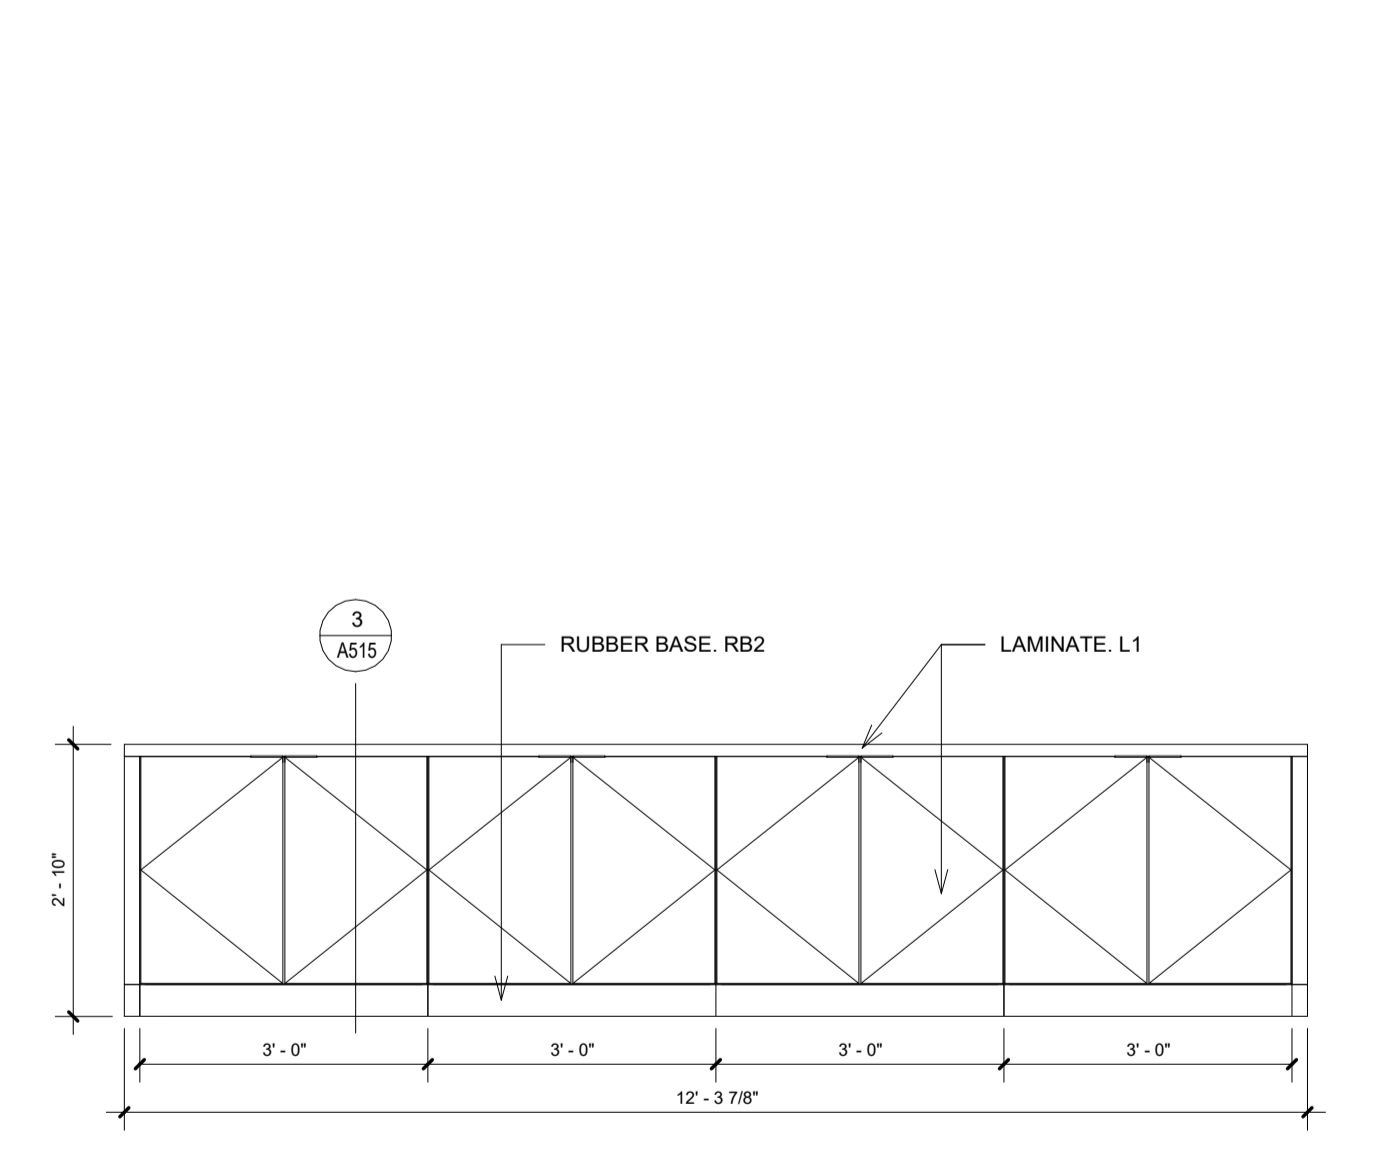 3
A515
RUBBER BASE. RB2
LAMINATE. L1
2' - 10"
3' - 0"
3' - 0"
3' - 0"
3' - 0"
12' - 3 7/8"